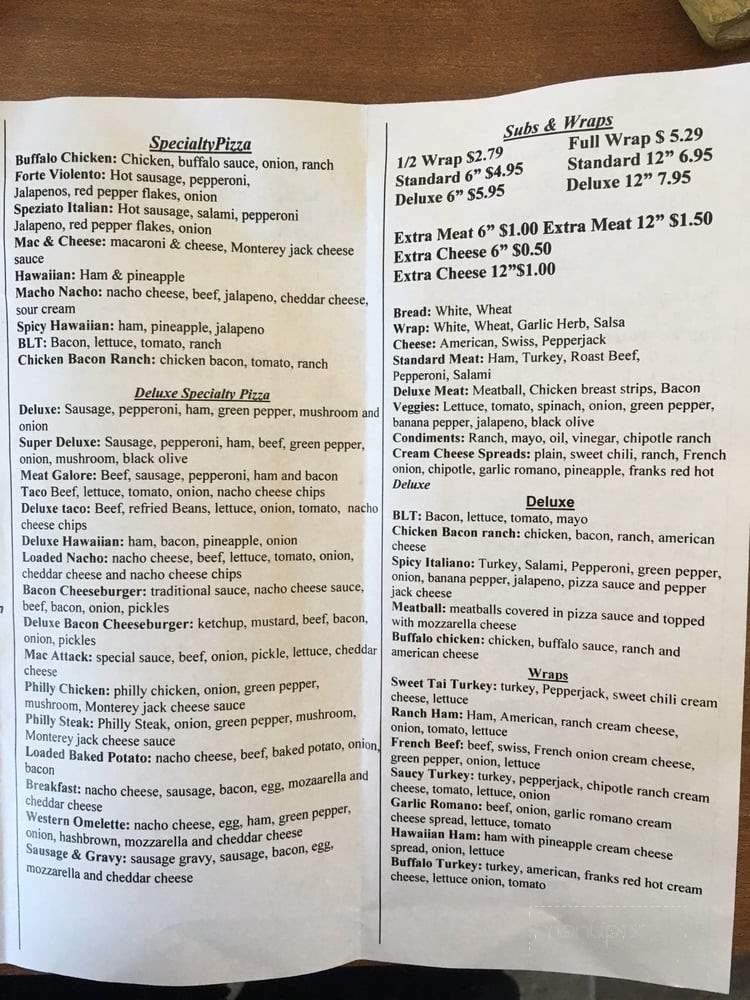 SpecialtyPizza
Buffalo Chicken: Chicken, buffalo sauce, onion, ranch
Forte Violento: Hot sausage, pepperoni,
Jalapenos, red pepper flakes, onion
Speziato Italian: Hot sausage, salami, pepperoni
Jalapeno, red pepper flakes, onion
Mac & Cheese: macaroni & cheese, Monterey jack cheese
sauce
Hawaiian: Ham & pineapple
Macho Nacho: nacho cheese, beef, jalapeno, cheddar cheese,
sour cream
Spicy Hawaiian: ham, pineapple, jalapeno
BLT: Bacon, lettuce, tomato, ranch
Chicken Bacon Ranch: chicken bacon, tomato, ranch
Deluxe Specialty Pizza
Deluxe: Sausage, pepperoni, ham, green pepper, mushroom and
onion
Super Deluxe: Sausage, pepperoni, ham, beef, green pepper,
onion, mushroom, black olive
Meat Galore: Beef, sausage, pepperoni, ham and bacon
Taco Beef, lettuce, tomato, onion, nacho cheese chips
Deluxe taco: Beef, refried Beans, lettuce, onion, tomato, nacho
cheese chips
Deluxe Hawaiian: ham, bacon, pineapple, onion
Loaded Nacho: nacho cheese, beef, lettuce, tomato, onion,
cheddar cheese and nacho cheese chips
Bacon Cheeseburger: traditional sauce, nacho cheese sauce,
beef, bacon, onion, pickles
Deluxe Bacon Cheeseburger: ketchup, mustard, beef, bacon,
onion, pickles
Mac Attack: special sauce, beef, onion, pickle, lettuce, cheddar
cheese
Philly Chicken: philly chicken, onion, green pepper,
mushroom, Monterey jack cheese sauce
Philly Steak: Philly Steak, onion, green pepper, mushroom,
Monterey jack cheese sauce
Loaded Baked Potato: nacho cheese, beef, baked potato, onion,
bacon
Breakfast: nacho cheese, sausage, bacon, egg, mozaarella and
cheddar cheese
Western Omelette: nacho cheese, egg, ham, green pepper,
onion, hashbrown, mozzarella and cheddar cheese
Sausage & Gravy: sausage gravy, sausage, bacon, egg,
mozzarella and cheddar cheese
Subs & Wraps
1/2 Wrap $2.79 Full Wrap $ 5.29
Standard 6” $4.95 Standard 12” 6.95
Deluxe 6” $5.95 Deluxe 12” 7.95
Extra Meat 6” $1.00 Extra Meat 12” $1.50
Extra Cheese 6” $0.50
Extra Cheese 12”$1.00
Bread: White, Wheat
Wrap: White, Wheat, Garlic Herb, Salsa
Cheese: American, Swiss, Pepperjack
Standard Meat: Ham, Turkey, Roast Beef,
Pepperoni, Salami
Deluxe Meat: Meatball, Chicken breast strips, Bacon
Veggies: Lettuce, tomato, spinach, onion, green pepper,
banana pepper, jalapeno, black olive
Condiments: Ranch, mayo, oil, vinegar, chipotle ranch
Cream Cheese Spreads: plain, sweet chili, ranch, French
onion, chipotle, garlic romano, pineapple, franks red hot
Deluxe
Deluxe
BLT: Bacon, lettuce, tomato, mayo
Chicken Bacon ranch: chicken, bacon, ranch, american
cheese
Spicy Italiano: Turkey, Salami, Pepperoni, green pepper,
onion, banana pepper, jalapeno, pizza sauce and pepper
jack cheese
Meatball: meatballs covered in pizza sauce and topped
with mozzarella cheese
Buffalo chicken: chicken, buffalo sauce, ranch and
american cheese
Wraps
Sweet Tai Turkey: turkey, Pepperjack, sweet chili cream
cheese, lettuce
Ranch Ham: Ham, American, ranch cream cheese,
onion, tomato, lettuce
French Beef: beef, swiss, French onion cream cheese,
green pepper, onion, lettuce
Saucy Turkey: turkey, pepperjack, chipotle ranch cream
cheese, tomato, lettuce, onion
Garlic Romano: beef, onion, garlic romano cream
cheese spread, lettuce, tomato
Hawaiian Ham: ham with pineapple cream cheese
spread, onion, lettuce
Buffalo Turkey: turkey, american, franks red hot cream
cheese, lettuce onion, tomato
menupix